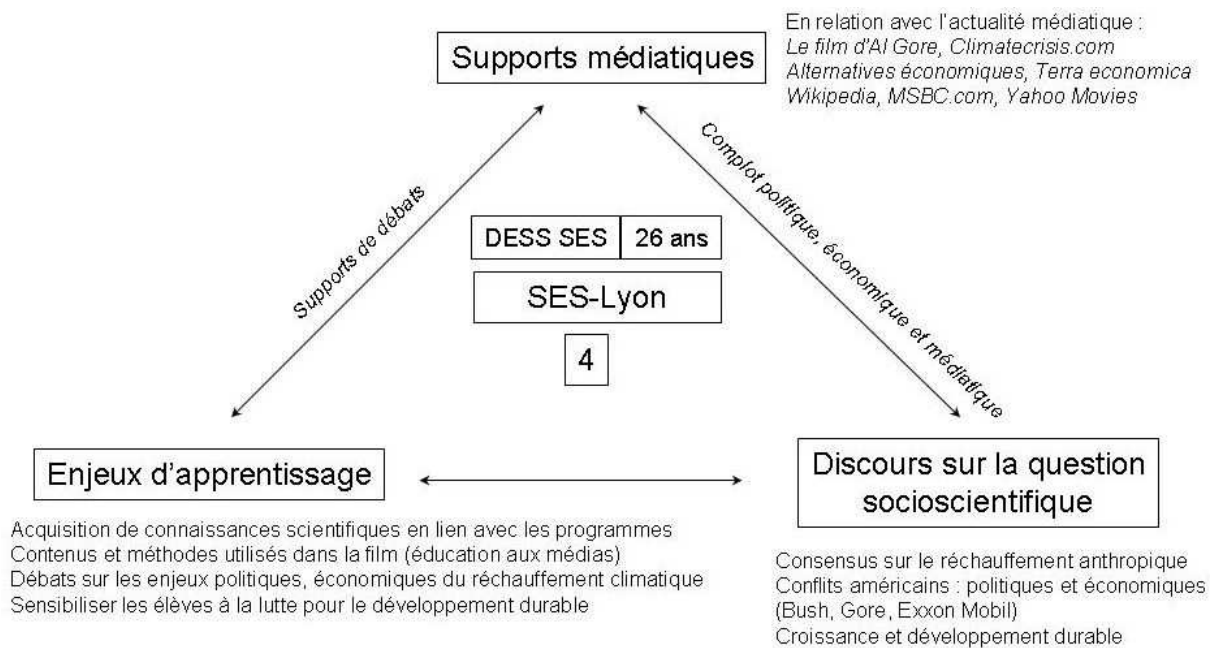 En relation avec l'actualité médiatique :
Le film d'Al Gore, Climatecrisis.com
Alternatives économiques, Terra economica
Wikipedia, MSBC.com, Yahoo Movies
Supports médiatiques
Supports de débats
Complot politique, économique et médiatique
DESS SES
26 ans
SES-Lyon
4
Enjeux d'apprentissage
Acquisition de connaissances scientifiques en lien avec les programmes
Contenus et méthodes utilisés dans la film (éducation aux médias)
Débats sur les enjeux politiques, économiques du réchauffement climatique
Sensibiliser les élèves à la lutte pour le développement durable
Discours sur la question
socioscientifique
Consensus sur le réchauffement anthropique
Conflits américains : politiques et économiques
(Bush, Gore, Exxon Mobil)
Croissance et développement durable